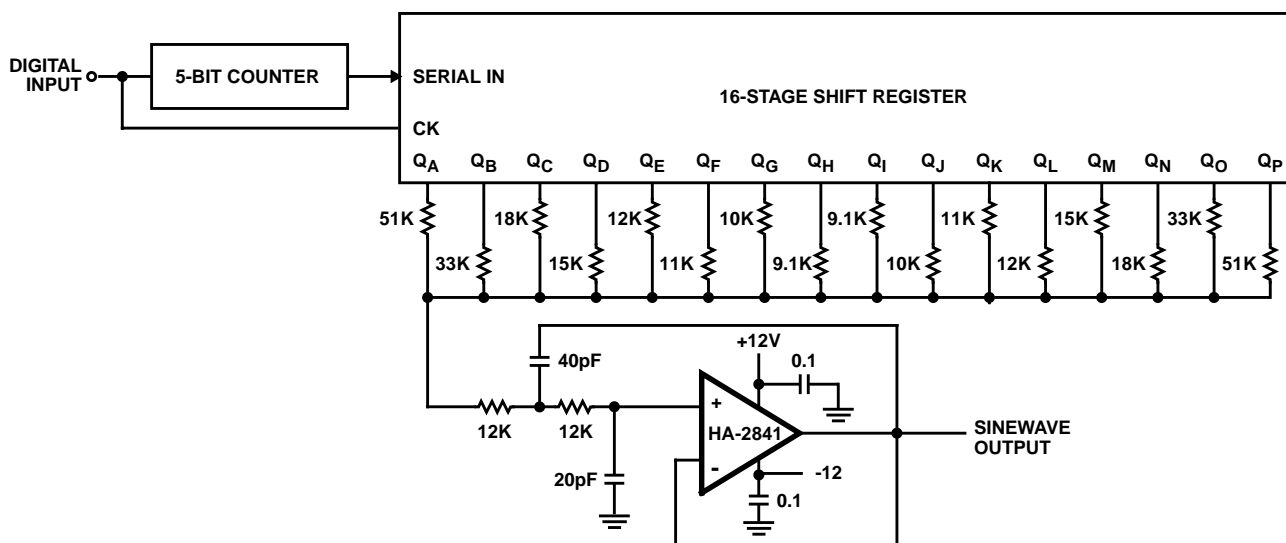 DIGITAL
INPUT
5-BIT COUNTER
SERIAL IN
16-STAGE SHIFT REGISTER
CK
QA QB QC QD QE QF QG QH QI QJ QK QL QM QN QO QP
51K 18K 12K 10K 9.1K 11K 15K 33K
33K 15K 11K 9.1K 10K 12K 18K 51K
+12V
0.1
40pF
12K 12K
+
HA-2841
-
SINEWAVE
OUTPUT
20pF
-12
0.1